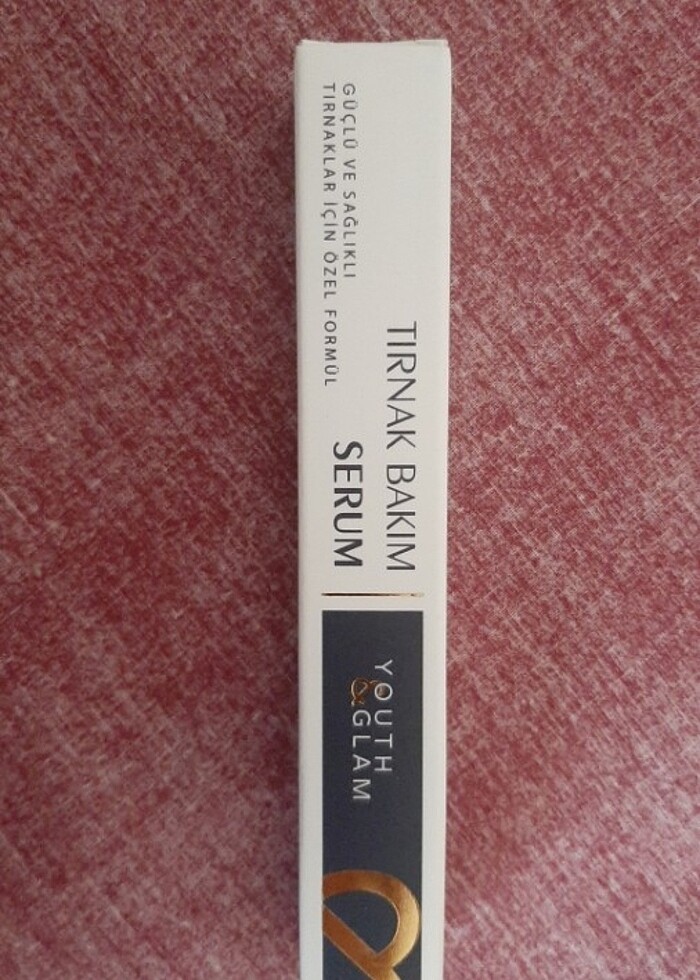 GÜÇLÜ VE SAĞLIKLI
TIRNAKLAR İÇİN ÖZEL FORMÜL
TIRNAK BAKIM
SERUM
YOUTH
&GLAM